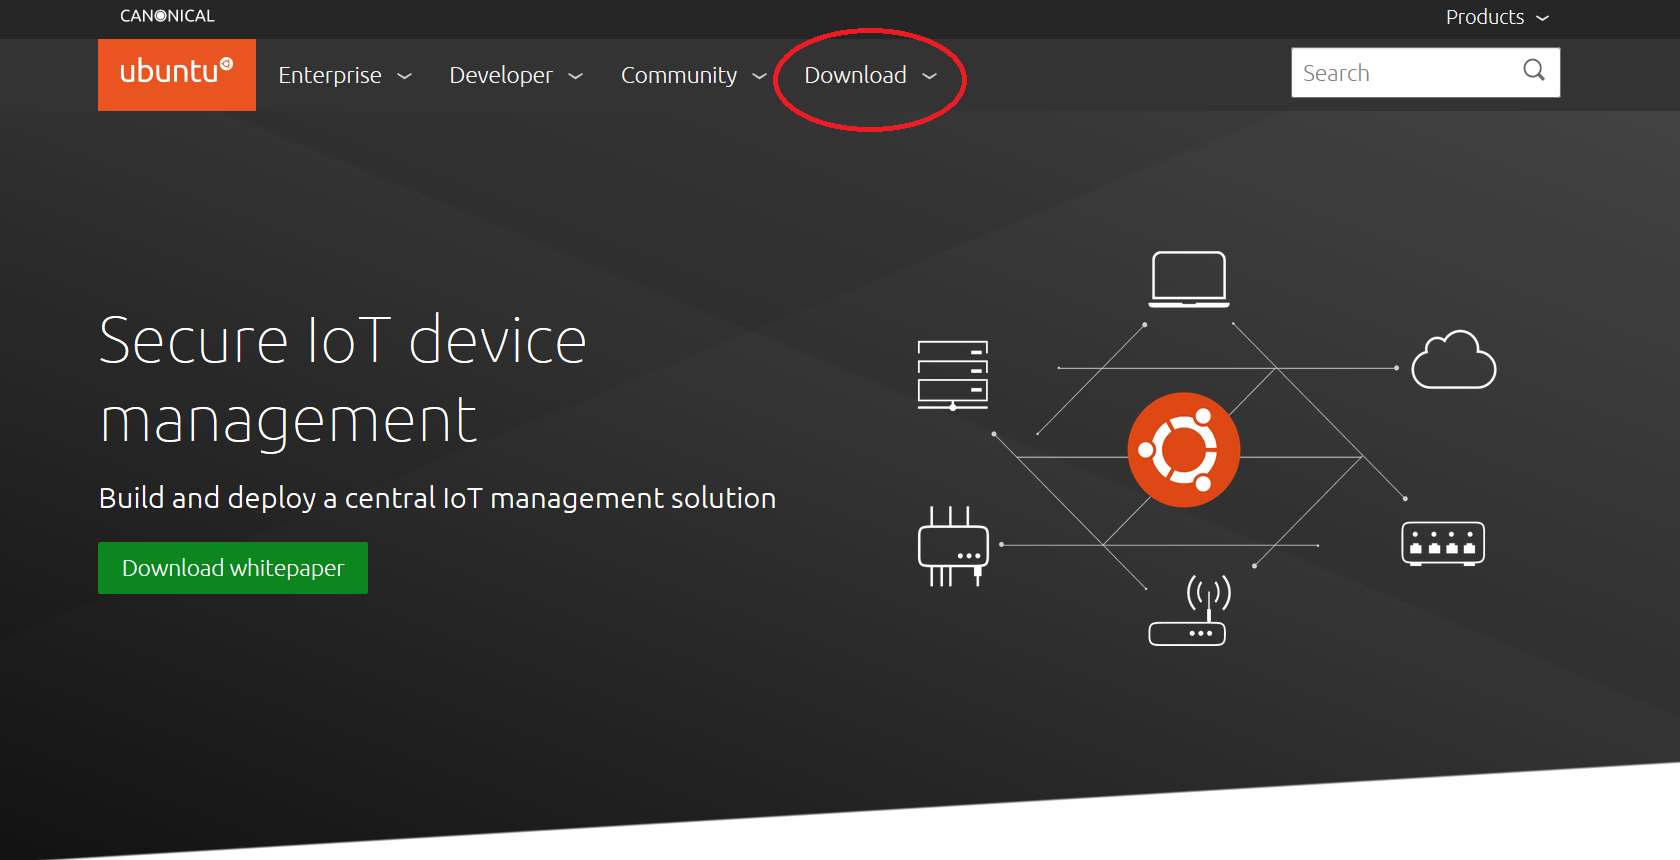 CANONICAL
Products
ubuntu
Enterprise
Developer
Community
Download
Search
Secure IoT device
management
Build and deploy a central IoT management solution
Download whitepaper